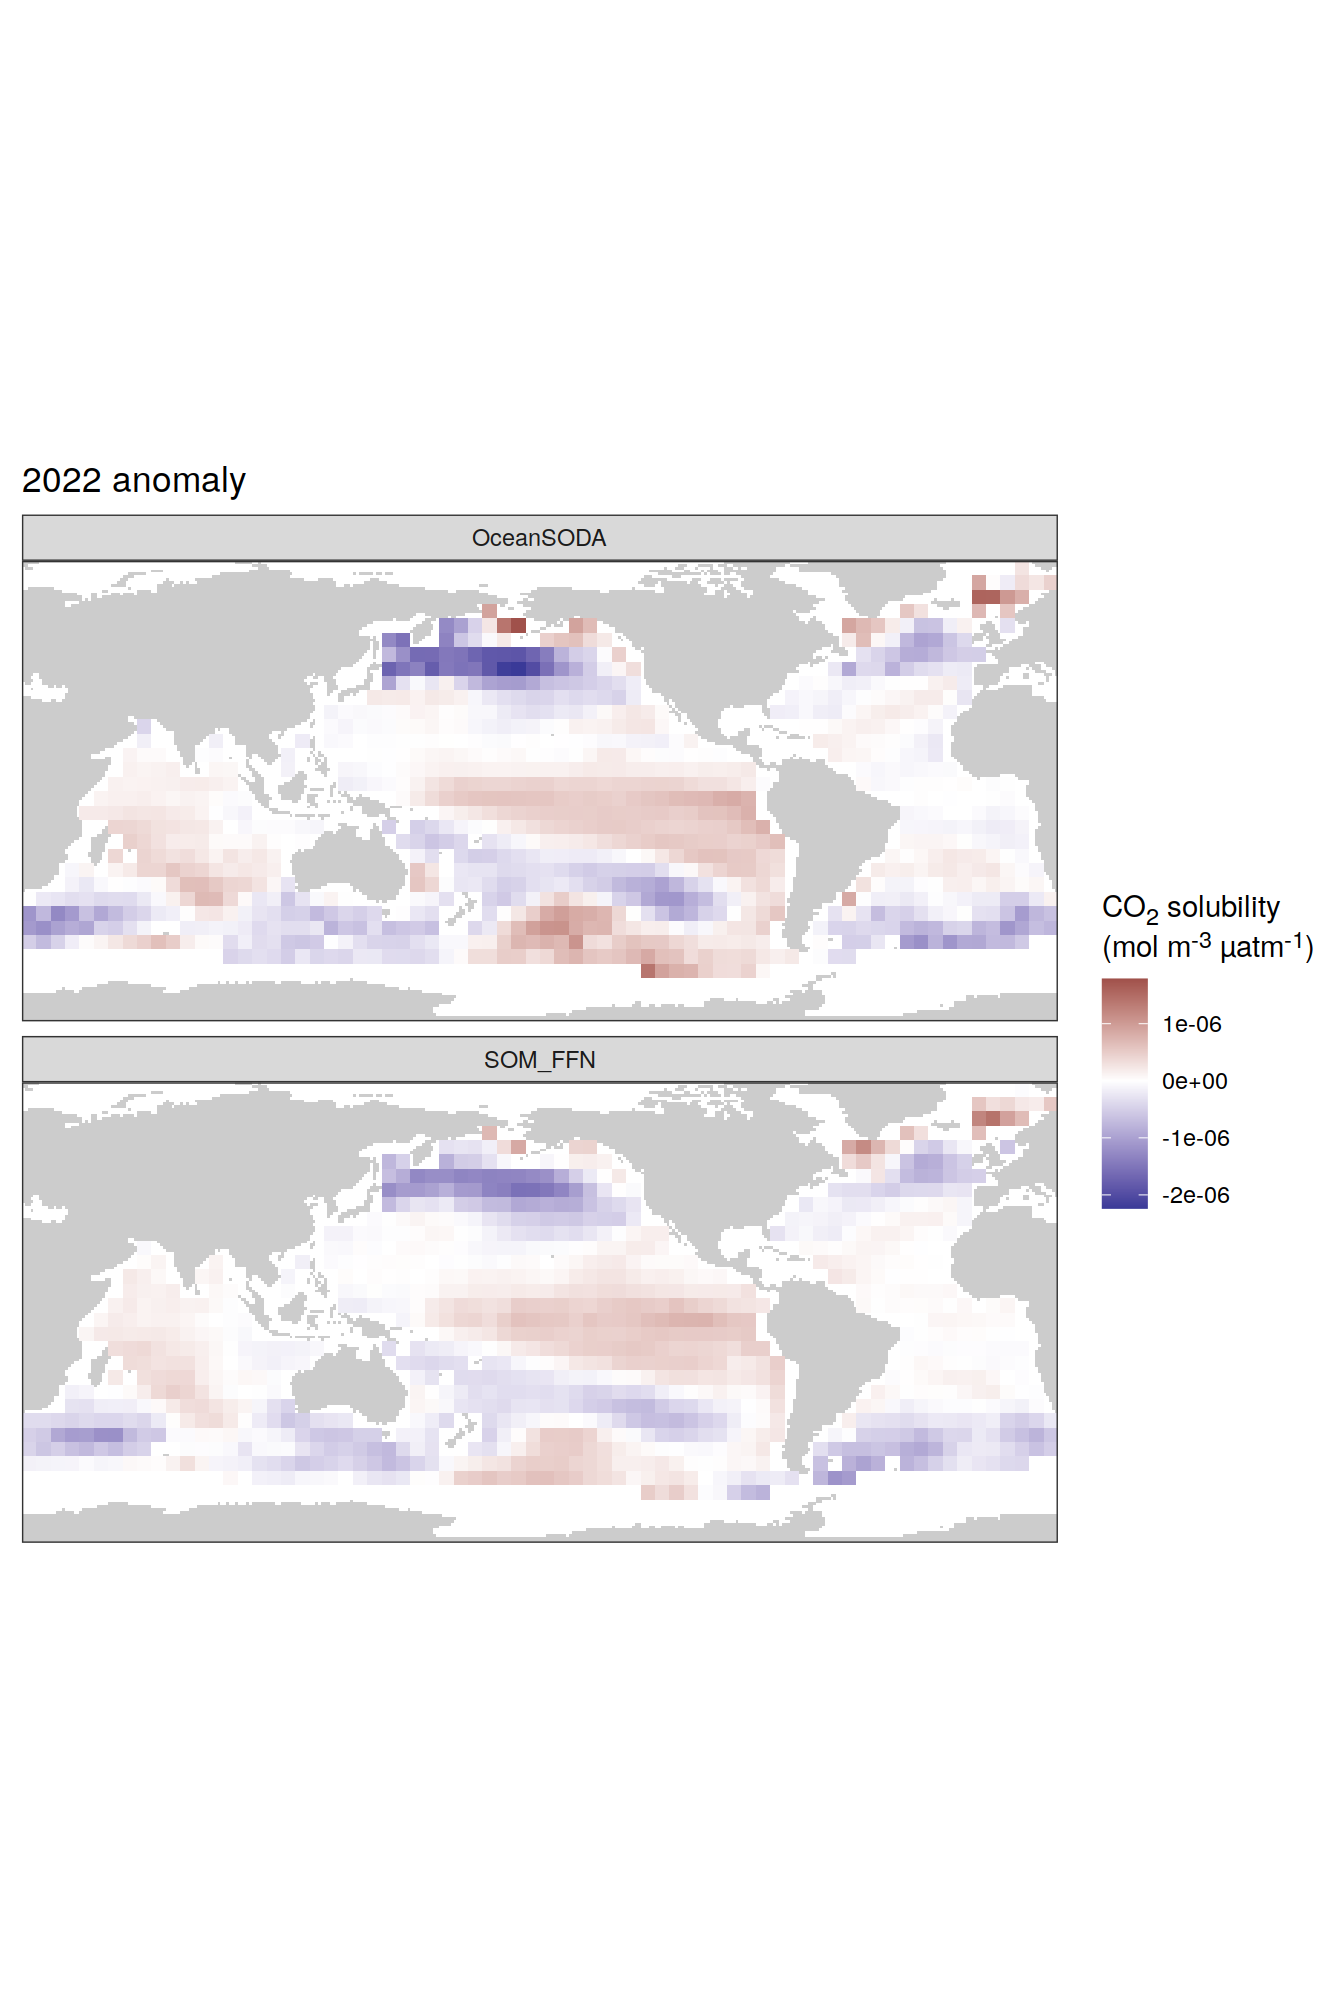 2022 anomaly
OceanSODA
SOM_FFN
CO₂ solubility
(mol m⁻³ µatm⁻¹)
1e-06
0e+00
-1e-06
-2e-06